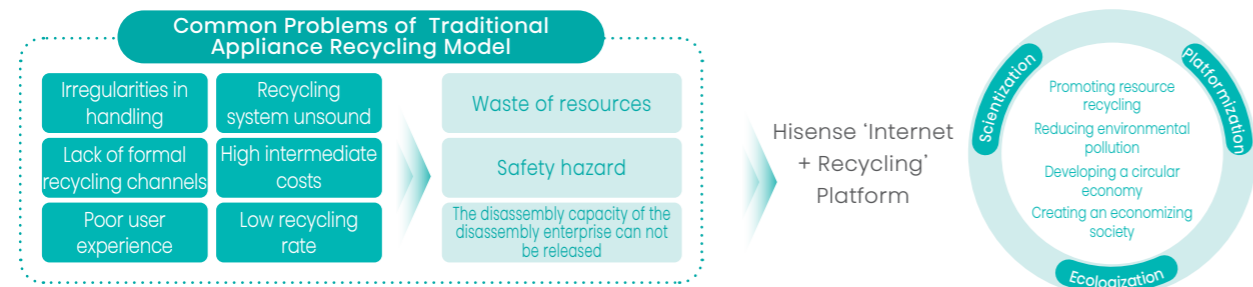 Common Problems of Traditional
Appliance Recycling Model
Irregularities in
handling
Recycling
system unsound
Lack of formal
recycling channels
High intermediate
costs
Poor user
experience
Low recycling
rate
Waste of resources
Safety hazard
The disassembly capacity of the
disassembly enterprise can not
be released
Hisense ‘Internet
+ Recycling’
Platform
Scientization
Platformization
Promoting resource
recycling
Reducing environmental
pollution
Developing a circular
economy
Creating an economizing
society
Ecologization